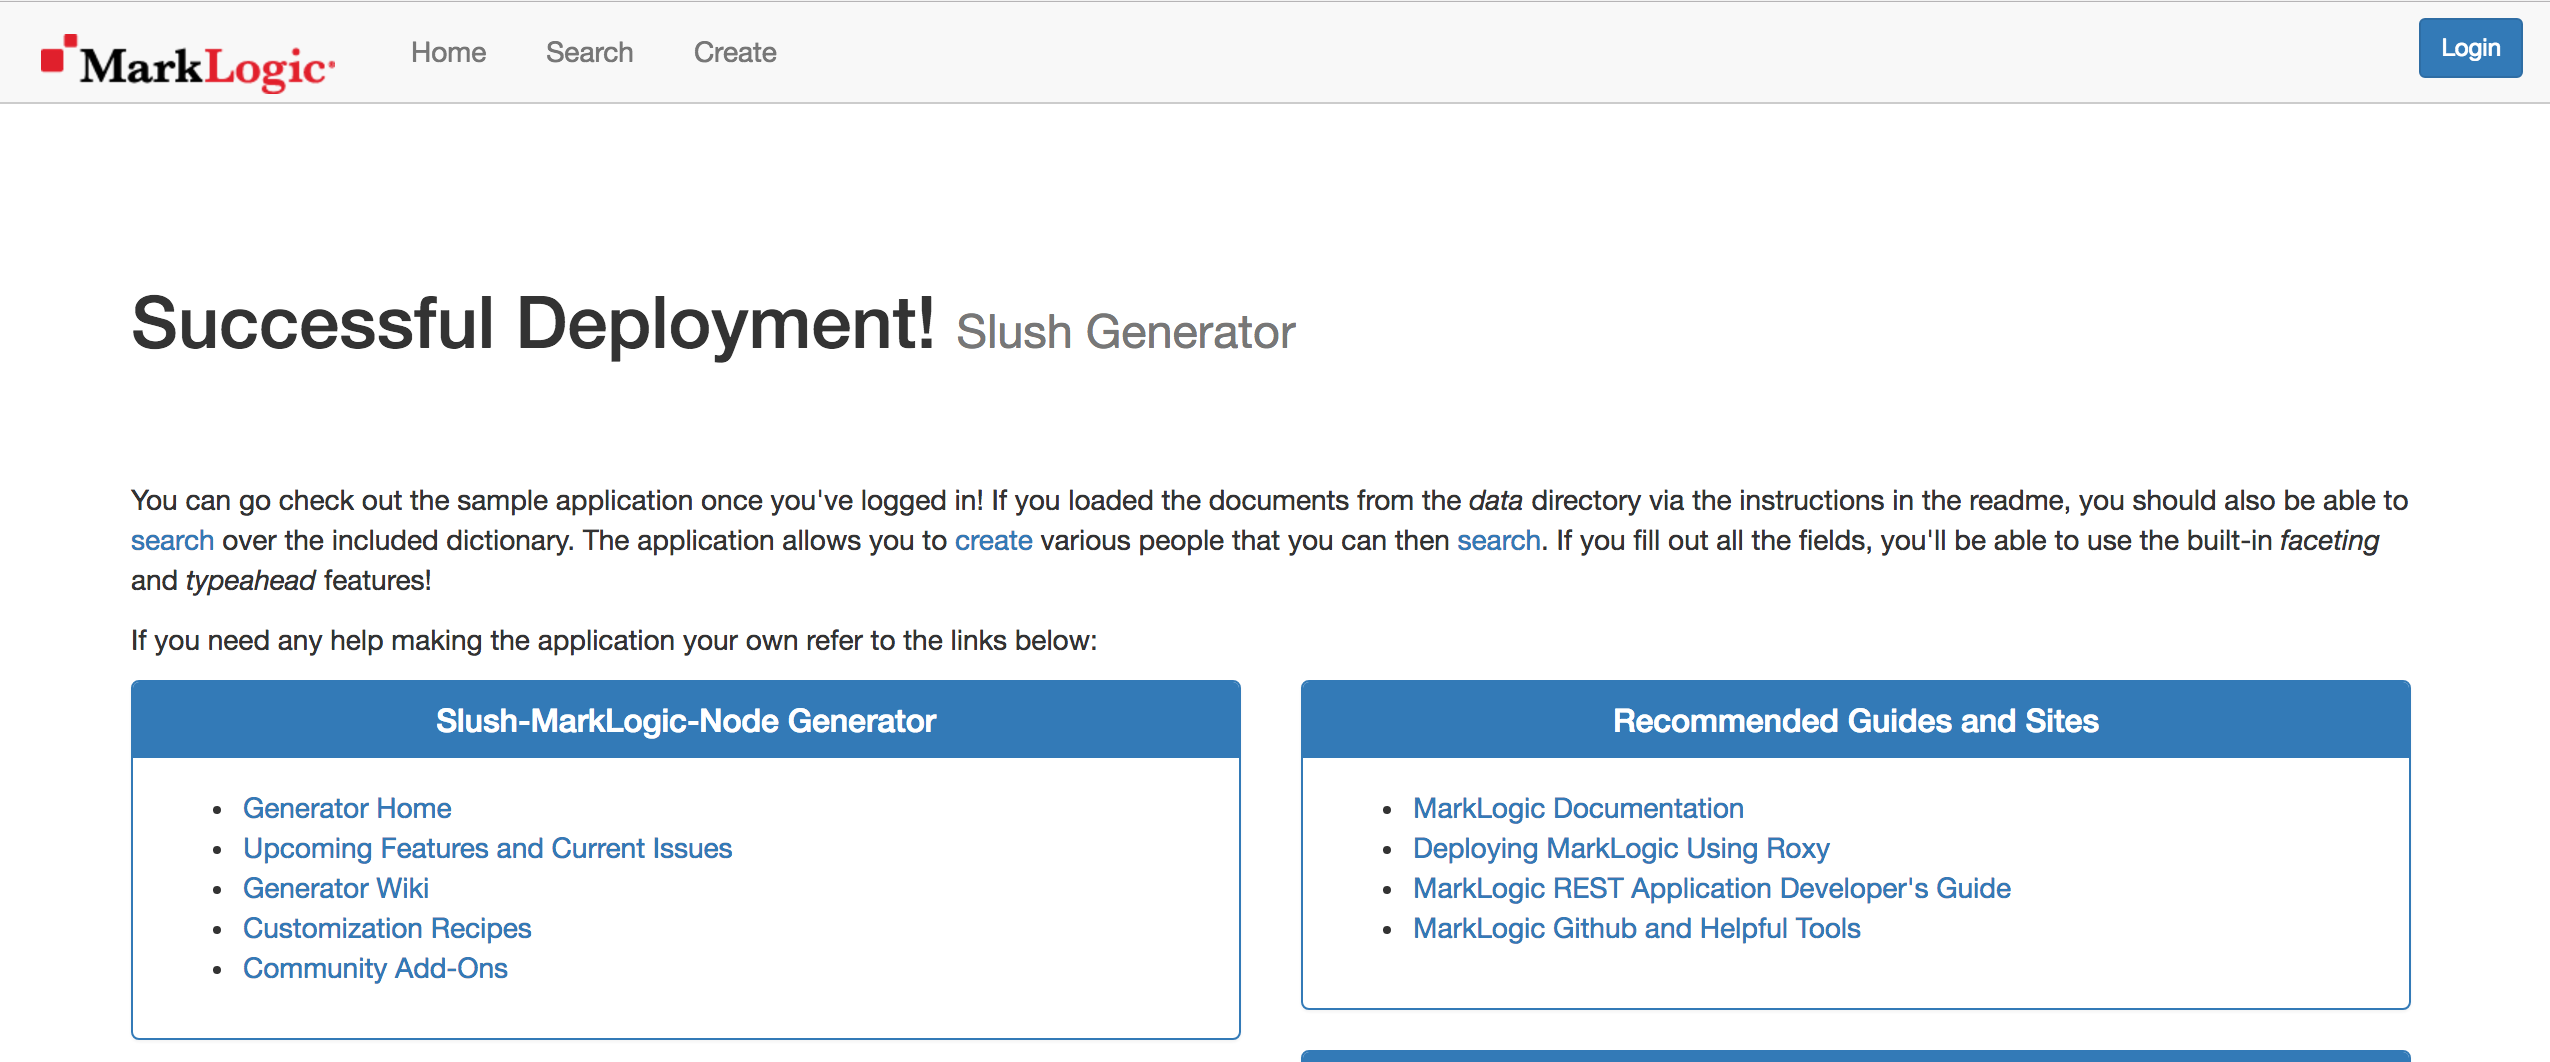 MarkLogic
Home
Search
Create
Login
Successful Deployment! Slush Generator
You can go check out the sample application once you've logged in! If you loaded the documents from the data directory via the instructions in the readme, you should also be able to
search over the included dictionary. The application allows you to create various people that you can then search. If you fill out all the fields, you'll be able to use the built-in faceting
and typeahead features!
If you need any help making the application your own refer to the links below:
Slush-MarkLogic-Node Generator
Generator Home
Upcoming Features and Current Issues
Generator Wiki
Customization Recipes
Community Add-Ons
Recommended Guides and Sites
MarkLogic Documentation
Deploying MarkLogic Using Roxy
MarkLogic REST Application Developer's Guide
MarkLogic Github and Helpful Tools